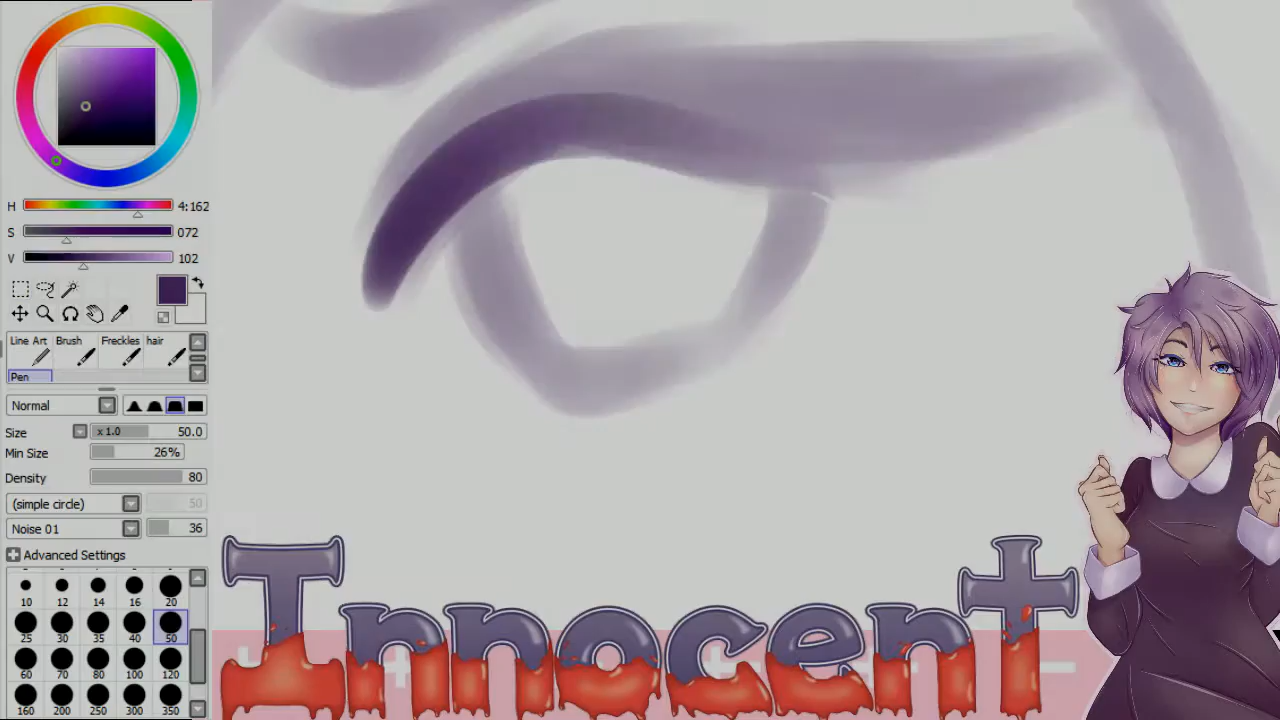 H 4:162
S 072
V 102
Line Art Brush Freckles hair
Pen
Normal
Size x 1.0 50.0
Min Size 26%
Density 80
(simple circle) 50
Noise 01 36
Advanced Settings
10 12 14 16 20
25 30 35 40 50
60 70 80 100 120
160 200 250 300 350
Innocent